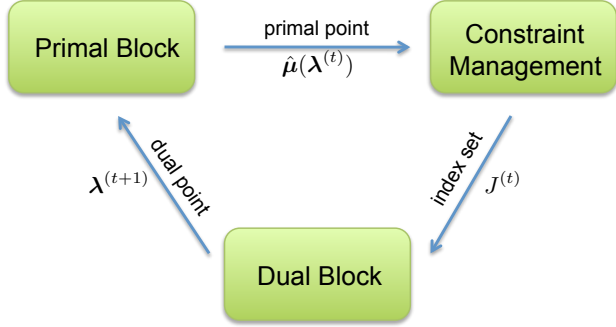 Primal Block
primal point
μ̂(λ^(t))
Constraint
Management
dual point
λ^(t+1)
index set
J^(t)
Dual Block